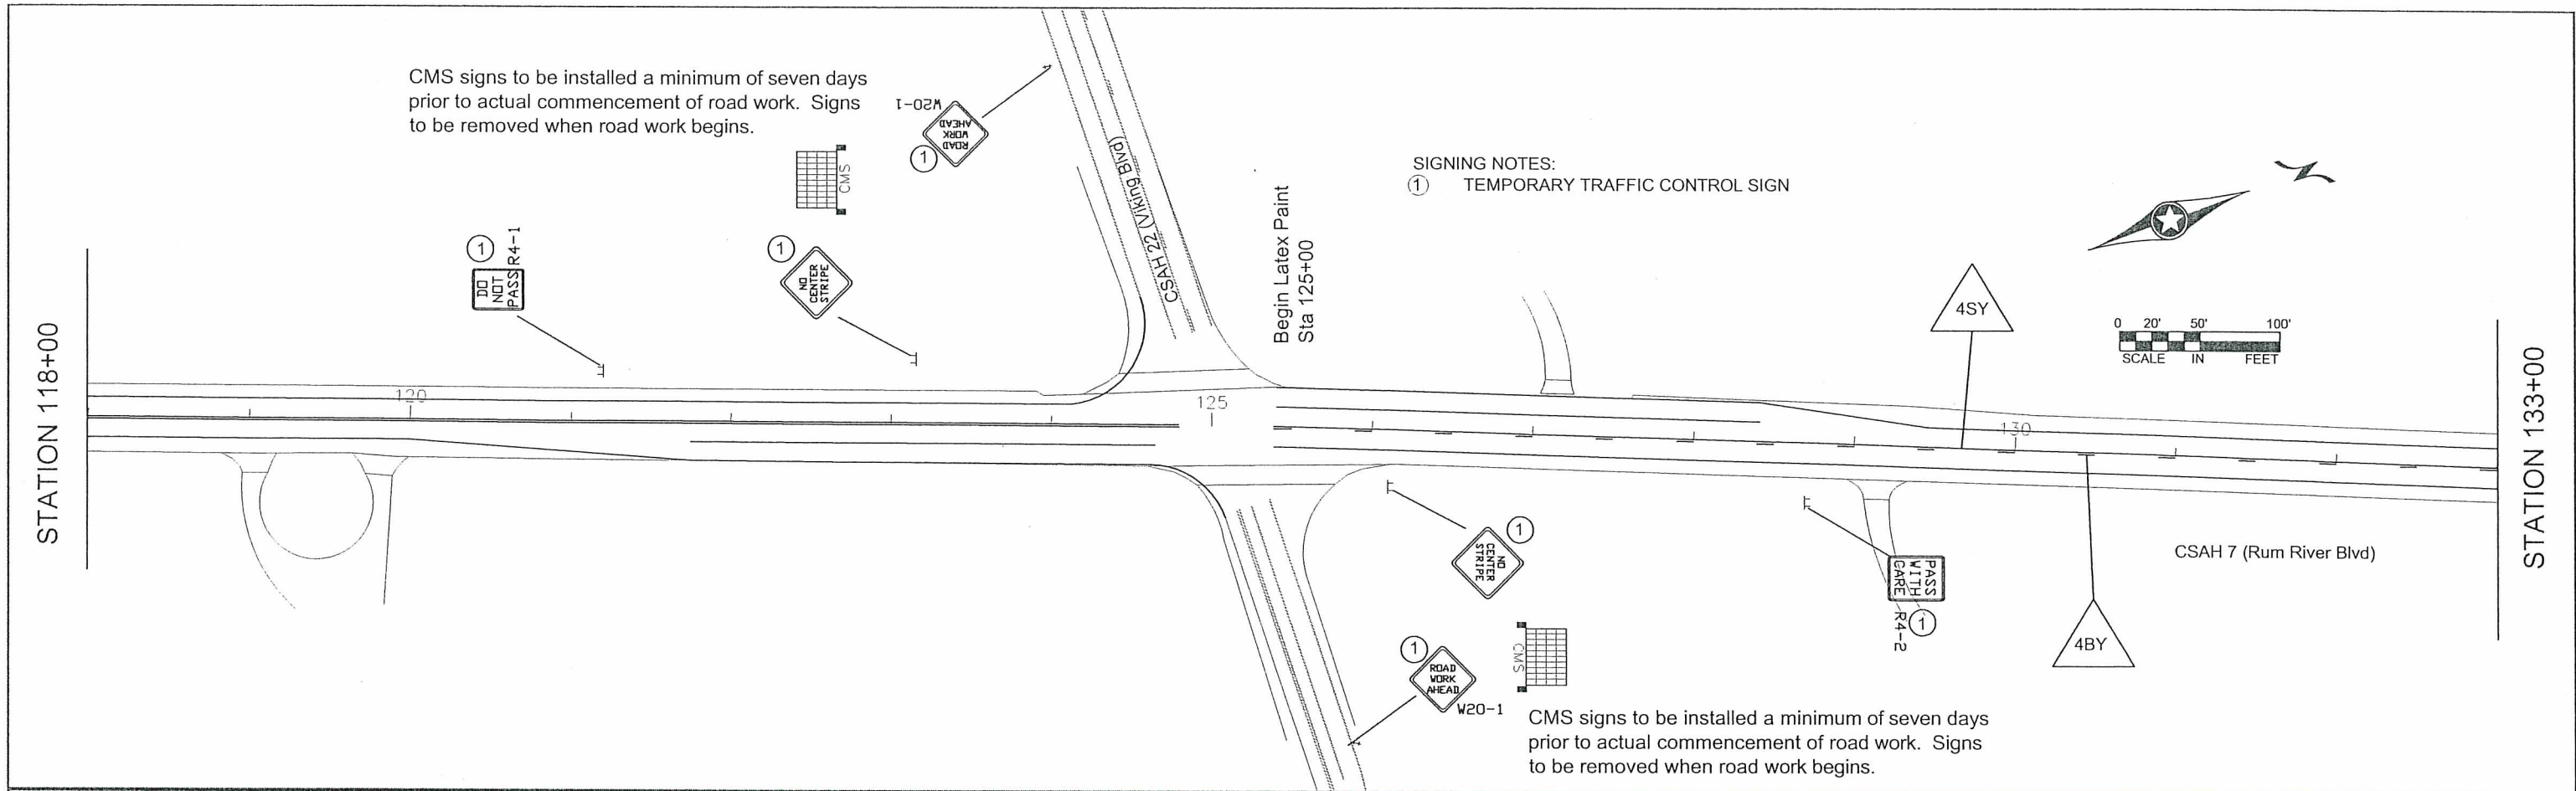 CMS signs to be installed a minimum of seven days
prior to actual commencement of road work. Signs
to be removed when road work begins.
W20-1
ROAD
WORK
AHEAD
1
CMS
1
DO
NOT
PASS
R4-1
1
NO
CENTER
STRIPE
CSAH 22 (Viking Blvd)
Begin Latex Paint
Sta 125+00
SIGNING NOTES:
1 TEMPORARY TRAFFIC CONTROL SIGN
N
4SY
0 20' 50' 100'
SCALE IN FEET
STATION 118+00
120
125
130
STATION 133+00
NO
CENTER
STRIPE
1
PASS
WITH
CARE
R4-2
1
CSAH 7 (Rum River Blvd)
4BY
1
ROAD
WORK
AHEAD
W20-1
CMS
CMS signs to be installed a minimum of seven days
prior to actual commencement of road work. Signs
to be removed when road work begins.